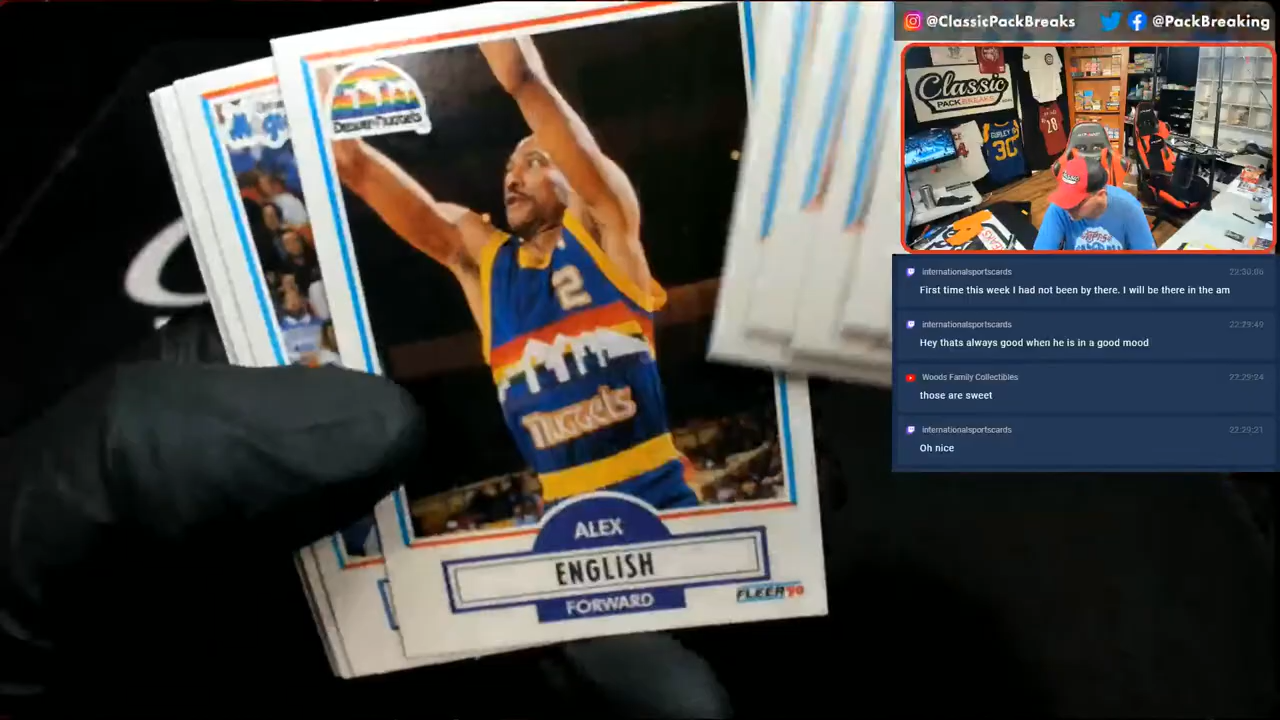 @ClassicPackBreaks
@PackBreaking
Classic
PACK BREAKS
GURLEY
30
28
Denver Nuggets
2
Nuggets
ALEX
ENGLISH
FORWARD
FLEER '90
internationalsportscards
22:30:06
First time this week I had not been by there. I will be there in the am
internationalsportscards
22:29:49
Hey thats always good when he is in a good mood
Woods Family Collectibles
22:29:24
those are sweet
internationalsportscards
22:29:21
Oh nice